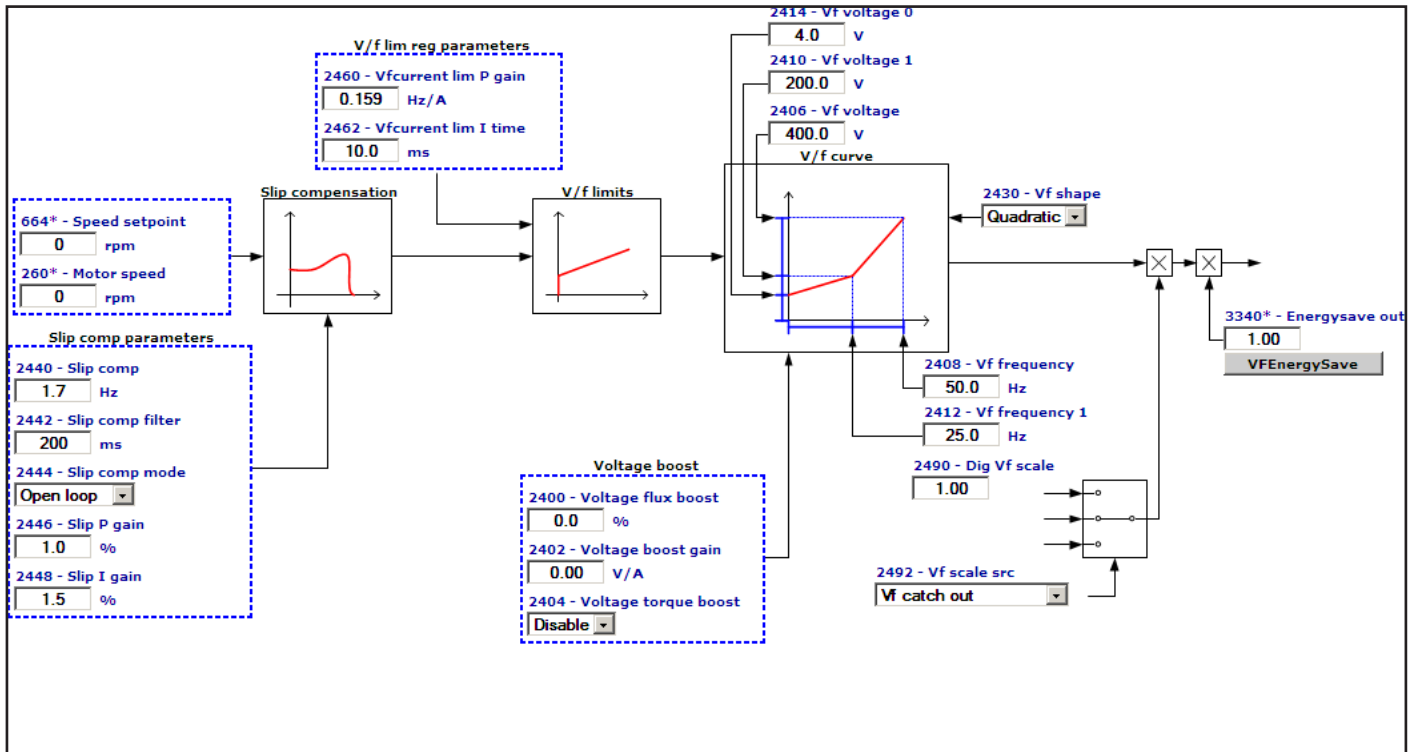 2414 - Vf voltage 0
4.0 V
2410 - Vf voltage 1
200.0 V
2406 - Vf voltage
400.0 V
V/f lim reg parameters
2460 - Vfcurrent lim P gain
0.159 Hz/A
2462 - Vfcurrent lim I time
10.0 ms
664* - Speed setpoint
0 rpm
260* - Motor speed
0 rpm
Slip compensation
V/f limits
V/f curve
2430 - Vf shape
Quadratic
3340* - Energysave out
1.00
VFEnergySave
Slip comp parameters
2440 - Slip comp
1.7 Hz
2442 - Slip comp filter
200 ms
2444 - Slip comp mode
Open loop
2446 - Slip P gain
1.0 %
2448 - Slip I gain
1.5 %
2408 - Vf frequency
50.0 Hz
2412 - Vf frequency 1
25.0 Hz
Voltage boost
2400 - Voltage flux boost
0.0 %
2402 - Voltage boost gain
0.00 V/A
2404 - Voltage torque boost
Disable
2490 - Dig Vf scale
1.00
2492 - Vf scale src
Vf catch out